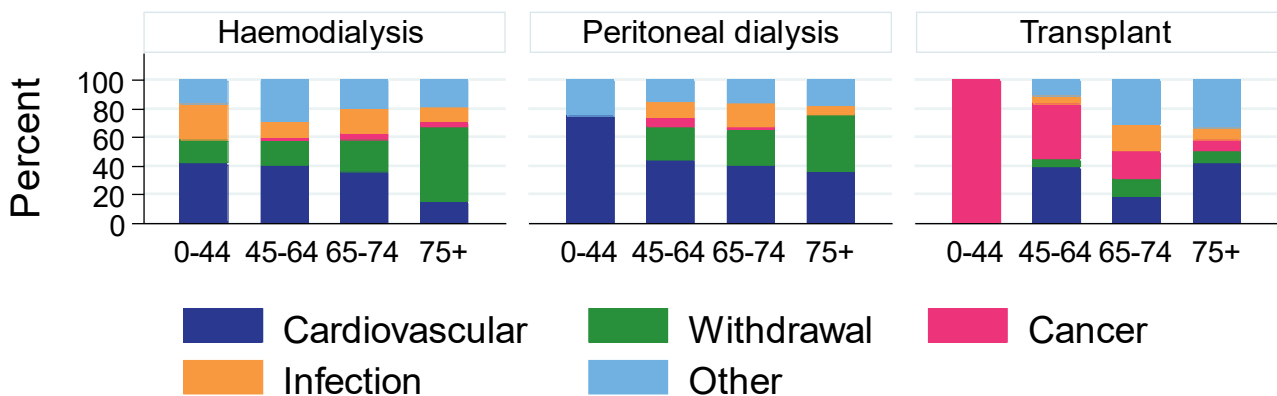 Haemodialysis Peritoneal dialysis Transplant
Percent
100
80
60
40
20
0
0-44 45-64 65-74 75+ 0-44 45-64 65-74 75+ 0-44 45-64 65-74 75+
Cardiovascular Withdrawal Cancer
Infection Other